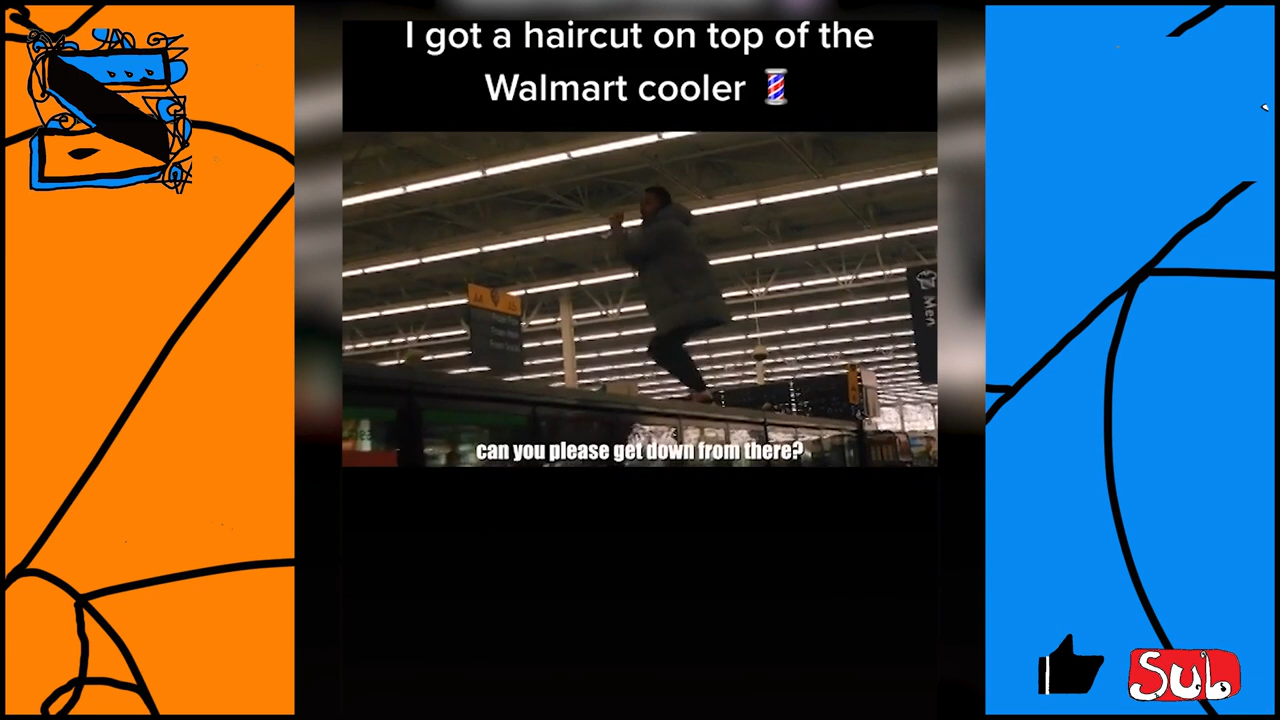 I got a haircut on top of the
Walmart cooler 💈
Men
can you please get down from there?
Sub